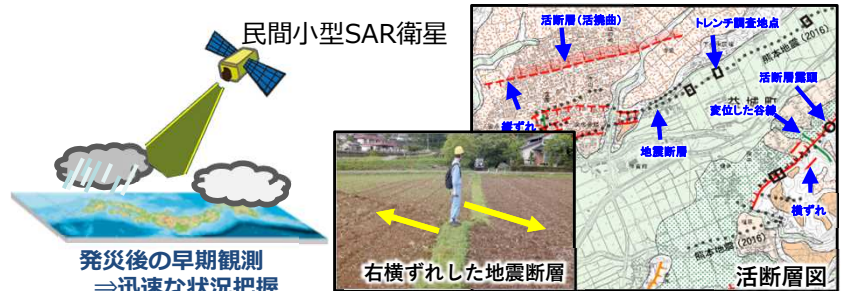 民間小型SAR衛星
発災後の早期観測
⇒迅速な状況把握
活断層(活撓曲)
トレンチ調査地点
熊本地震(2016)
活断層露頭
益城町
変位した谷線
縦ずれ
地震断層
横ずれ
熊本地震(2016)
右横ずれした地震断層
活断層図